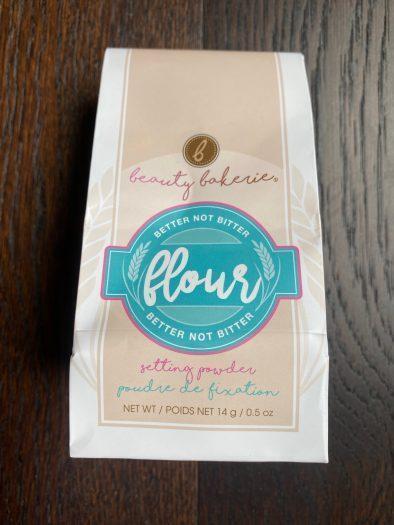 b
beauty bakerie®
BETTER NOT BITTER
flour
BETTER NOT BITTER
setting powder
poudre de fixation
NET WT / POIDS NET 14 g / 0.5 oz